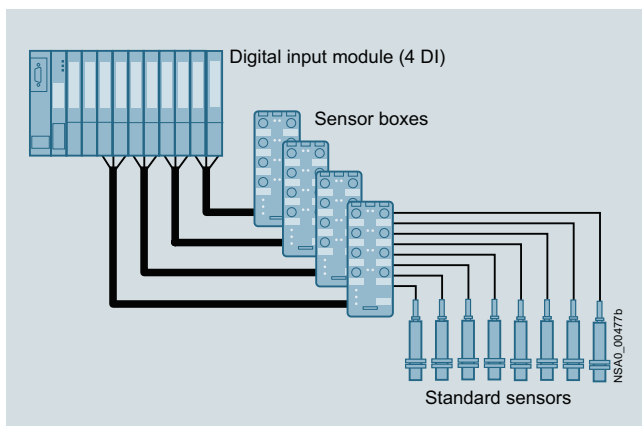 Digital input module (4 DI)
Sensor boxes
NSA0_00477b
Standard sensors